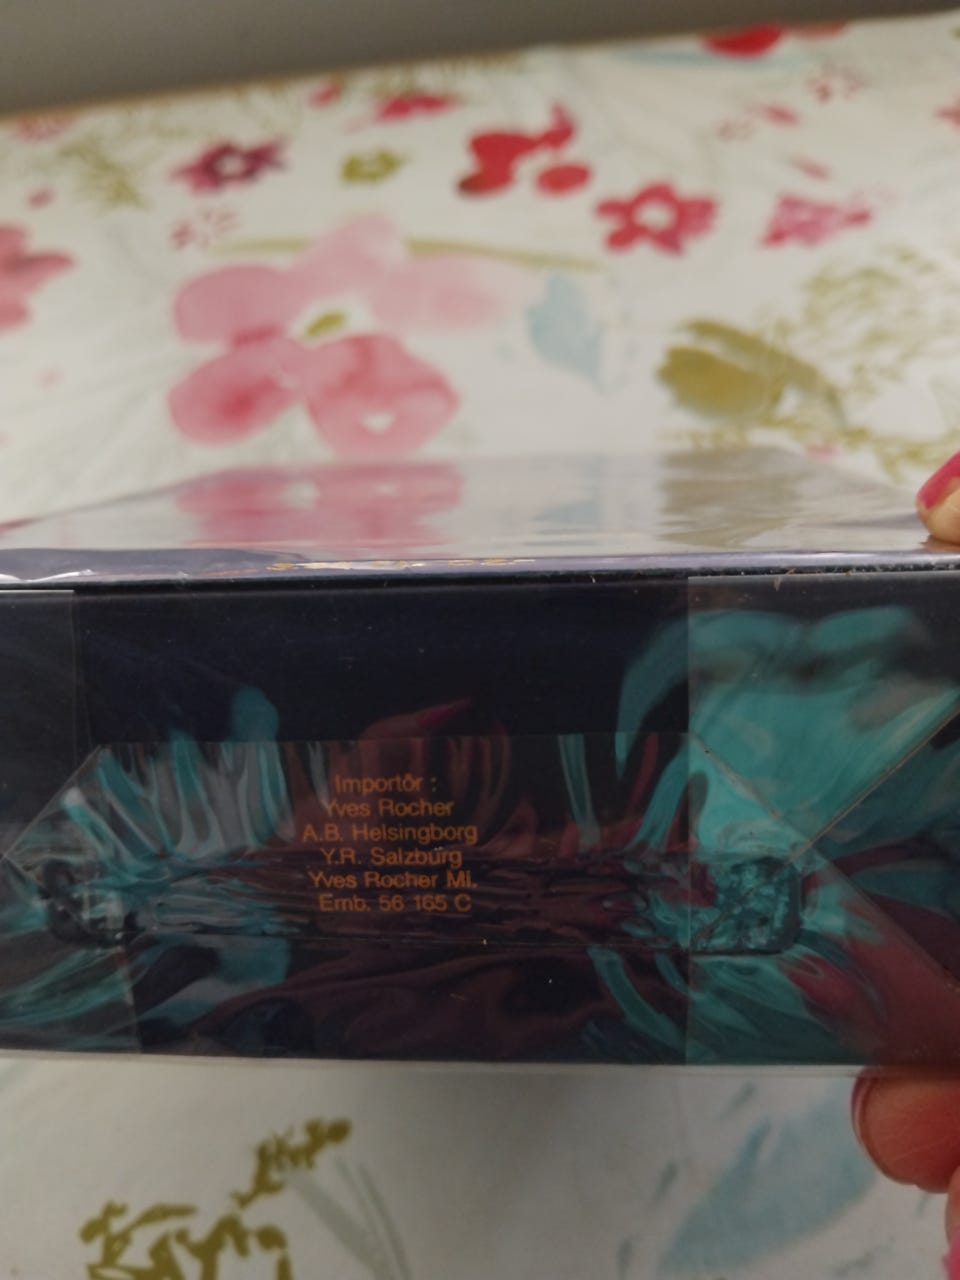 Importör :
Yves Rocher
A.B. Helsingborg
Y.R. Salzburg
Yves Rocher MI.
Emb. 56 165 C